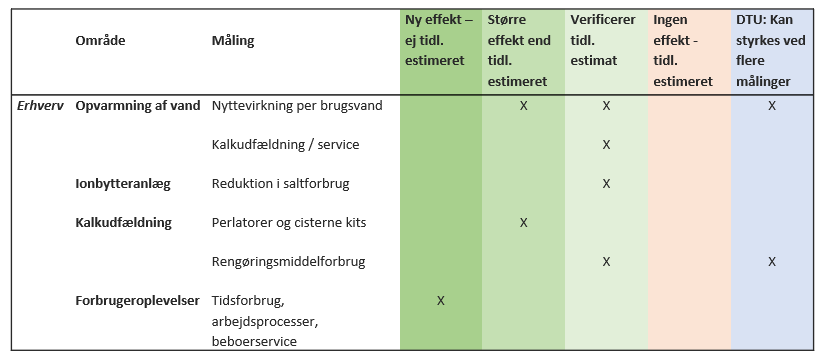 Område Måling Ny effekt – ej tidl. estimeret Større effekt end tidl. estimeret Verificerer tidl. estimat Ingen effekt - tidl. estimeret DTU: Kan styrkes ved flere målinger
Erhverv Opvarmning af vand Nyttevirkning per brugsvand X X X
Kalkudfældning / service X
Ionbytteranlæg Reduktion i saltforbrug X
Kalkudfældning Perlatorer og cisterne kits X
Rengøringsmiddelforbrug X X
Forbrugeroplevelser Tidsforbrug, X
arbejdsprocesser,
beboerservice